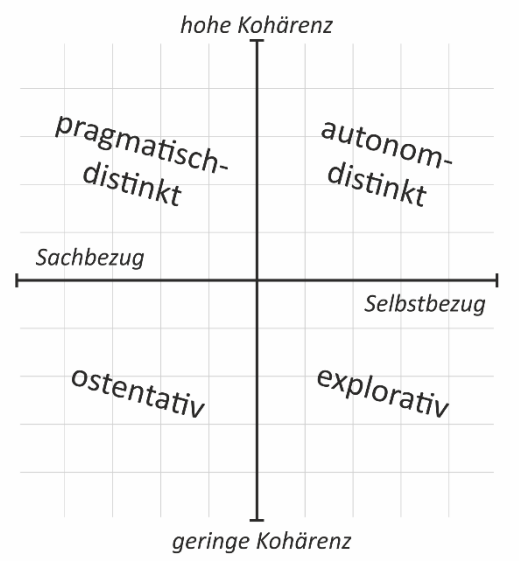 hohe Kohärenz
pragmatisch-
distinkt
autonom-
distinkt
Sachbezug
Selbstbezug
ostentativ
explorativ
geringe Kohärenz